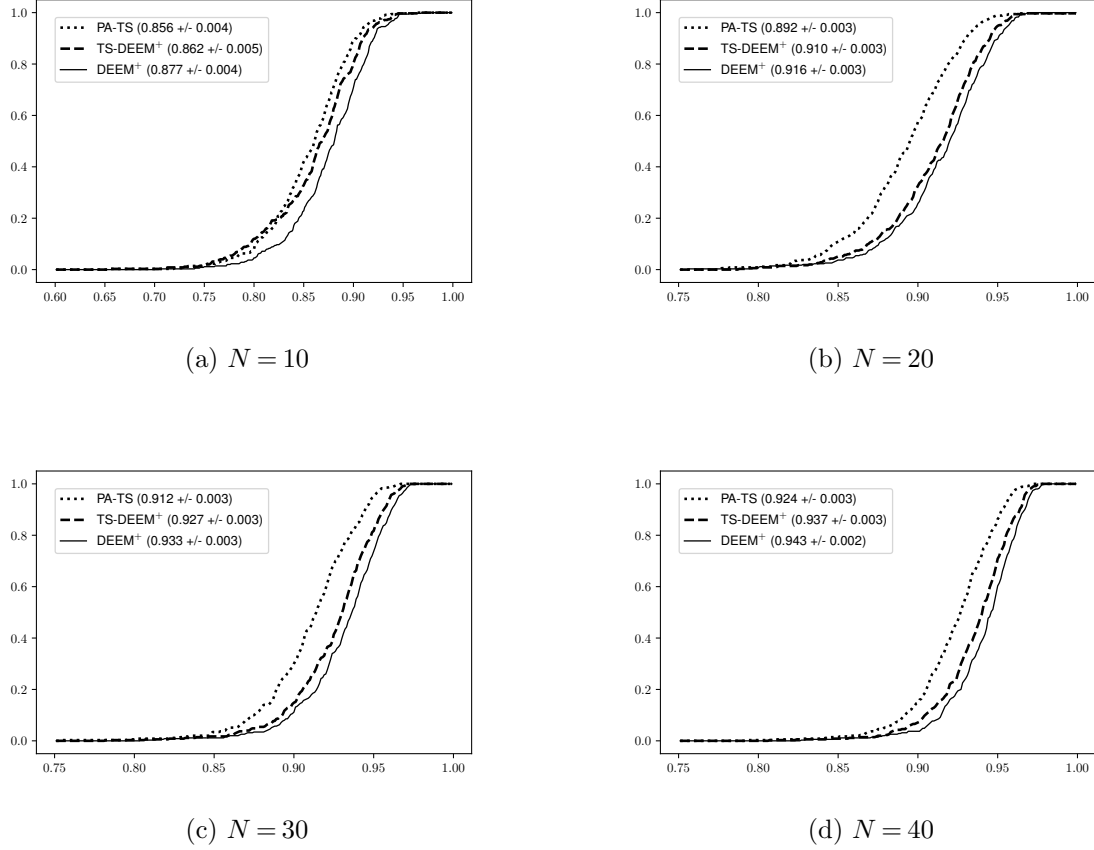 1.0
0.8
0.6
0.4
0.2
0.0
PA-TS (0.856 +/- 0.004)
TS-DEEM⁺ (0.862 +/- 0.005)
DEEM⁺ (0.877 +/- 0.004)
0.60 0.65 0.70 0.75 0.80 0.85 0.90 0.95 1.00
(a) N = 10
1.0
0.8
0.6
0.4
0.2
0.0
PA-TS (0.892 +/- 0.003)
TS-DEEM⁺ (0.910 +/- 0.003)
DEEM⁺ (0.916 +/- 0.003)
0.75 0.80 0.85 0.90 0.95 1.00
(b) N = 20
1.0
0.8
0.6
0.4
0.2
0.0
PA-TS (0.912 +/- 0.003)
TS-DEEM⁺ (0.927 +/- 0.003)
DEEM⁺ (0.933 +/- 0.003)
0.75 0.80 0.85 0.90 0.95 1.00
(c) N = 30
1.0
0.8
0.6
0.4
0.2
0.0
PA-TS (0.924 +/- 0.003)
TS-DEEM⁺ (0.937 +/- 0.003)
DEEM⁺ (0.943 +/- 0.002)
0.75 0.80 0.85 0.90 0.95 1.00
(d) N = 40